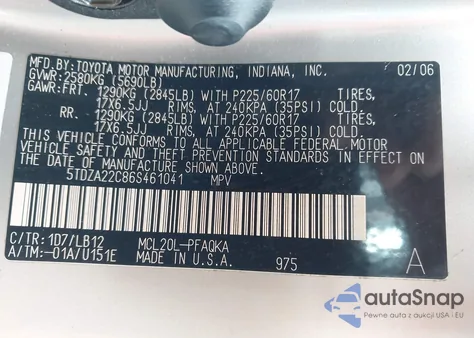 MFD.BY: TOYOTA MOTOR MANUFACTURING, INDIANA, INC. 02/06
GVWR: 2580KG (5690LB)
GAWR: FRT. 1290KG (2845LB) WITH P225/60R17 TIRES,
17X6.5JJ RIMS, AT 240KPA (35PSI) COLD.
RR. 1290KG (2845LB) WITH P225/60R17 TIRES,
17X6.5JJ RIMS, AT 240KPA (35PSI) COLD.
THIS VEHICLE CONFORMS TO ALL APPLICABLE FEDERAL MOTOR
VEHICLE SAFETY AND BUMPER STANDARDS IN EFFECT ON
THE DATE OF MANUFACTURE SHOWN ABOVE.
5TDZA22C86S461041 MPV 975
C/TR: 1D7/LB12 MCL20L-PFAQKA
A/TM:-01A/U151E MADE IN U.S.A. 975 A
autoSnap
Pewne auta z aukcji USA i EU